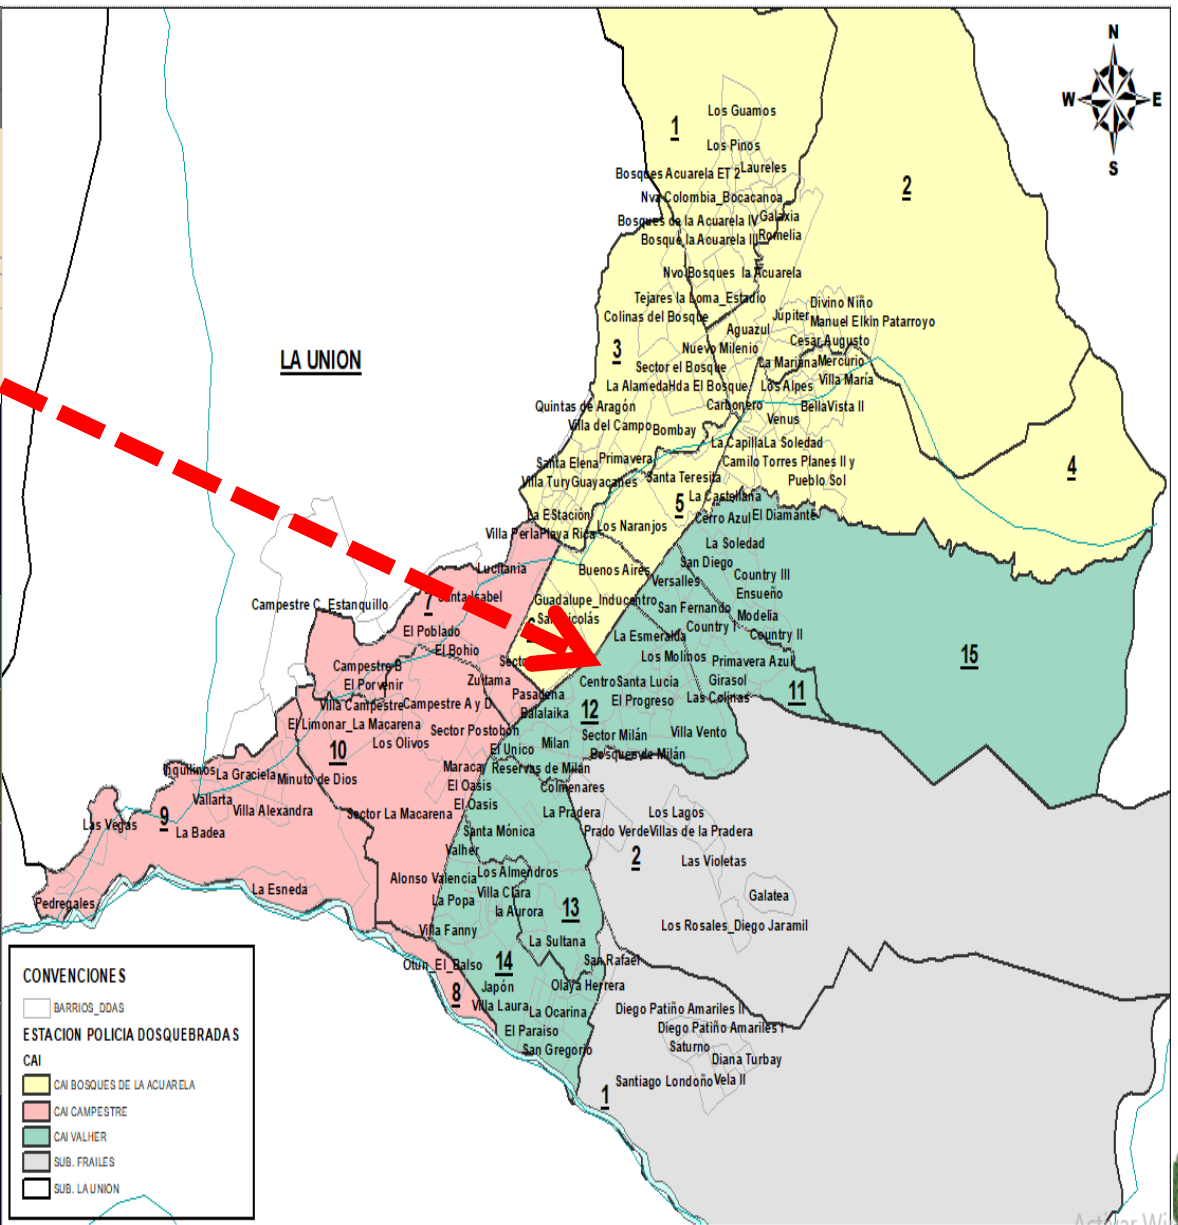 N
W E
S
Los Guamos
1
Los Pinos
Laureles
Bosques Acuarela ET 2
2
Nva Colombia_Bocacanoa
Bosques de la Acuarela IV
Galaxia
Bosque la Acuarela III
Romelia
Nvo Bosques la Acuarela
Tejares la Loma_Estadio
Divino Niño
Colinas del Bosque
Júpiter
Manuel Elkin Patarroyo
Aguazul
Cesar Augusto
3
Nuevo Milenio
LA UNION
La Mariana
Mercurio
Sector el Bosque
Villa María
La Alameda
Hda El Bosque
Los Alpes
Quintas de Aragón
Carbonero
BellaVista II
Villa del Campo
Bombay
Venus
La Capilla
La Soledad
Santa Elena
Primavera
Camilo Torres Planes II y
4
Villa Tury
Guayacanes
Santa Teresita
Pueblo Sol
5
La Castellana
La EStación
Los Naranjos
Cerro Azul
El Diamante
Villa Perla
Playa Rica
La Soledad
San Diego
Lucitania
Buenos Aires
Versalles
Country III
Ensueño
7
Santa Isabel
Guadalupe_Inducentro
Campestre C_Estanquillo
San Fernando
Modelia
Country I
El Poblado
La Esmeralda
Country II
El Bohio
Los Molinos
Primavera Azul
15
Campestre B
Zultama
Centro
Santa Lucia
Girasol
El Porvenir
Pasadena
El Progreso
Las Colinas
11
Villa Campestre
Campestre A y D
Balalaika
12
El Limonar_La Macarena
Sector Postobon
Sector Milán
Villa Vento
10
Los Olivos
El Unico
Milan
Bosques de Milán
Inquilinos
La Graciela
Minuto de Dios
Maracay
Reservas de Milán
Vallarta
El Oasis
Colmenares
Villa Alexandra
El Oasis
La Pradera
Los Lagos
9
Sector La Macarena
Las Vegas
La Badea
Santa Mónica
Prado Verde
Villas de la Pradera
Valher
2
Las Violetas
Alonso Valencia
Los Almendros
La Esneda
Villa Clara
Galatea
Pedregales
La Popa
la Aurora
13
Villa Fanny
Los Rosales_Diego Jaramil
La Sultana
Otun_El_Balso
14
San Rafael
8
Japón
Olaya Herrera
Villa Laura
La Ocarina
Diego Patiño Amariles II
El Paraiso
Diego Patiño Amariles I
San Gregorio
Saturno
Diana Turbay
Santiago Londoño
Vela II
1
CONVENCIONES
BARRIOS_DDAS
ESTACION POLICIA DOSQUEBRADAS
CAI
CAI BOSQUES DE LA ACUARELA
CAI CAMPESTRE
CAI VALHER
SUB. FRAILES
SUB. LA UNION